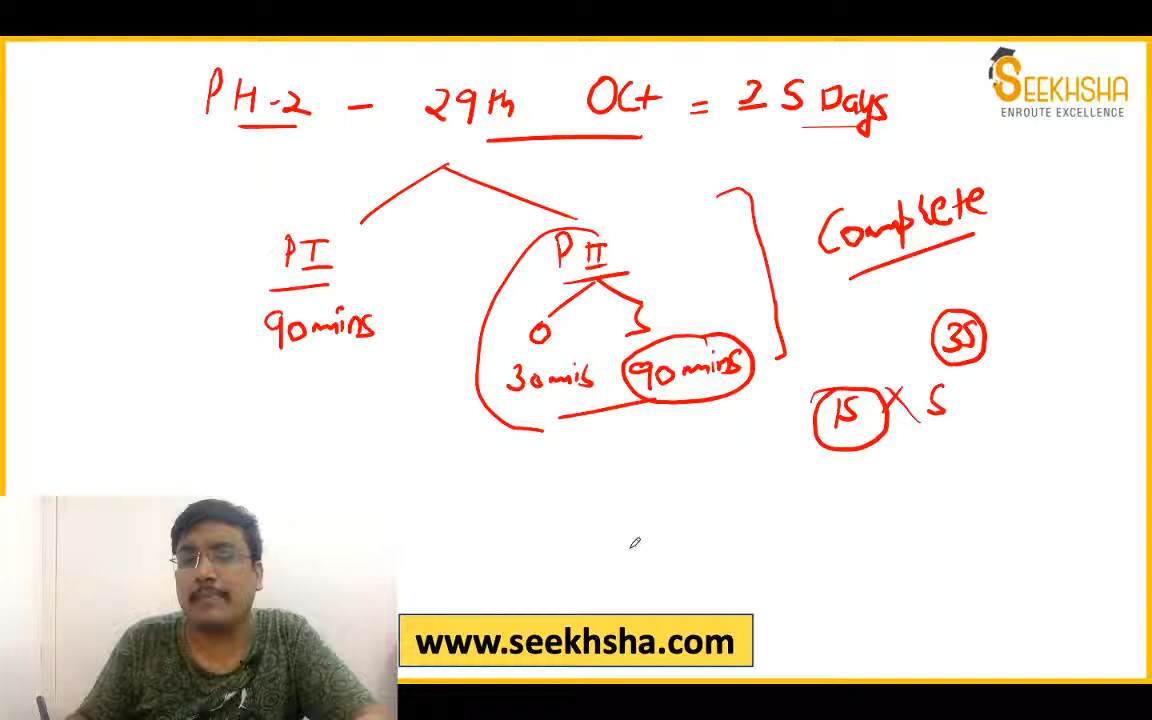 SEEKHSHA
ENROUTE EXCELLENCE
PH-2 - 29th Oct = 25 Days
Complete
PI
PII
90mins
O
S
30mis
90mins
35
15 x 5
www.seekhsha.com